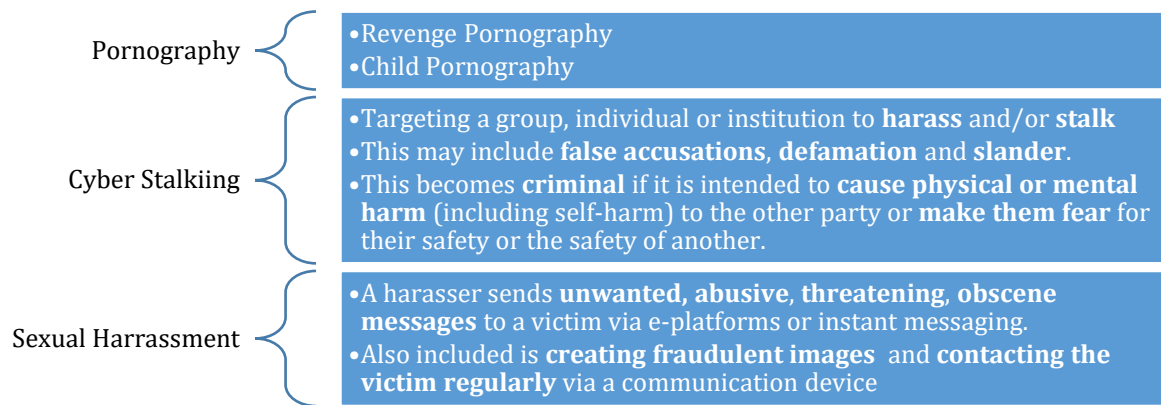 Pornography
•Revenge Pornography
•Child Pornography
Cyber Stalkiing
•Targeting a group, individual or institution to harass and/or stalk
•This may include false accusations, defamation and slander.
•This becomes criminal if it is intended to cause physical or mental
harm (including self-harm) to the other party or make them fear for
their safety or the safety of another.
Sexual Harrassment
•A harasser sends unwanted, abusive, threatening, obscene
messages to a victim via e-platforms or instant messaging.
•Also included is creating fraudulent images and contacting the
victim regularly via a communication device